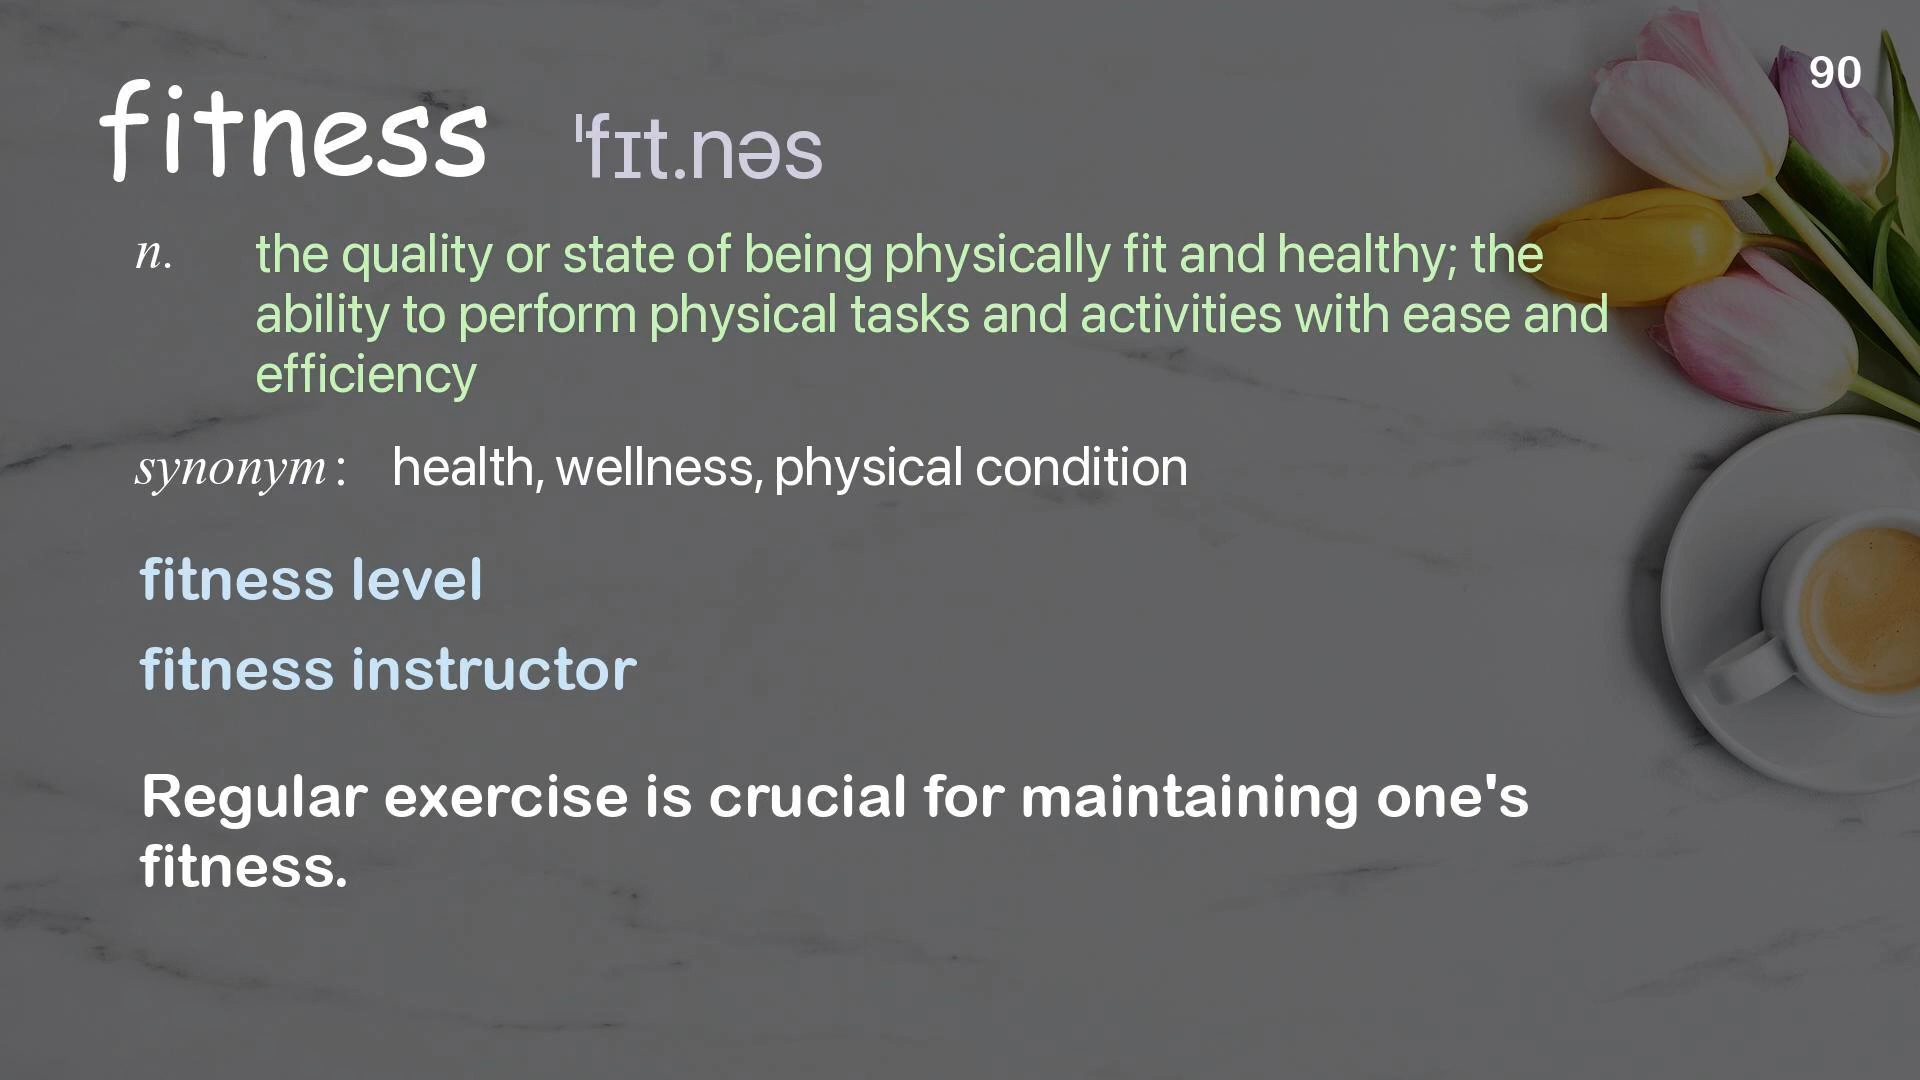 90
fitness ˈfɪt.nəs
n. the quality or state of being physically fit and healthy; the
ability to perform physical tasks and activities with ease and
efficiency
synonym: health, wellness, physical condition
fitness level
fitness instructor
Regular exercise is crucial for maintaining one's
fitness.